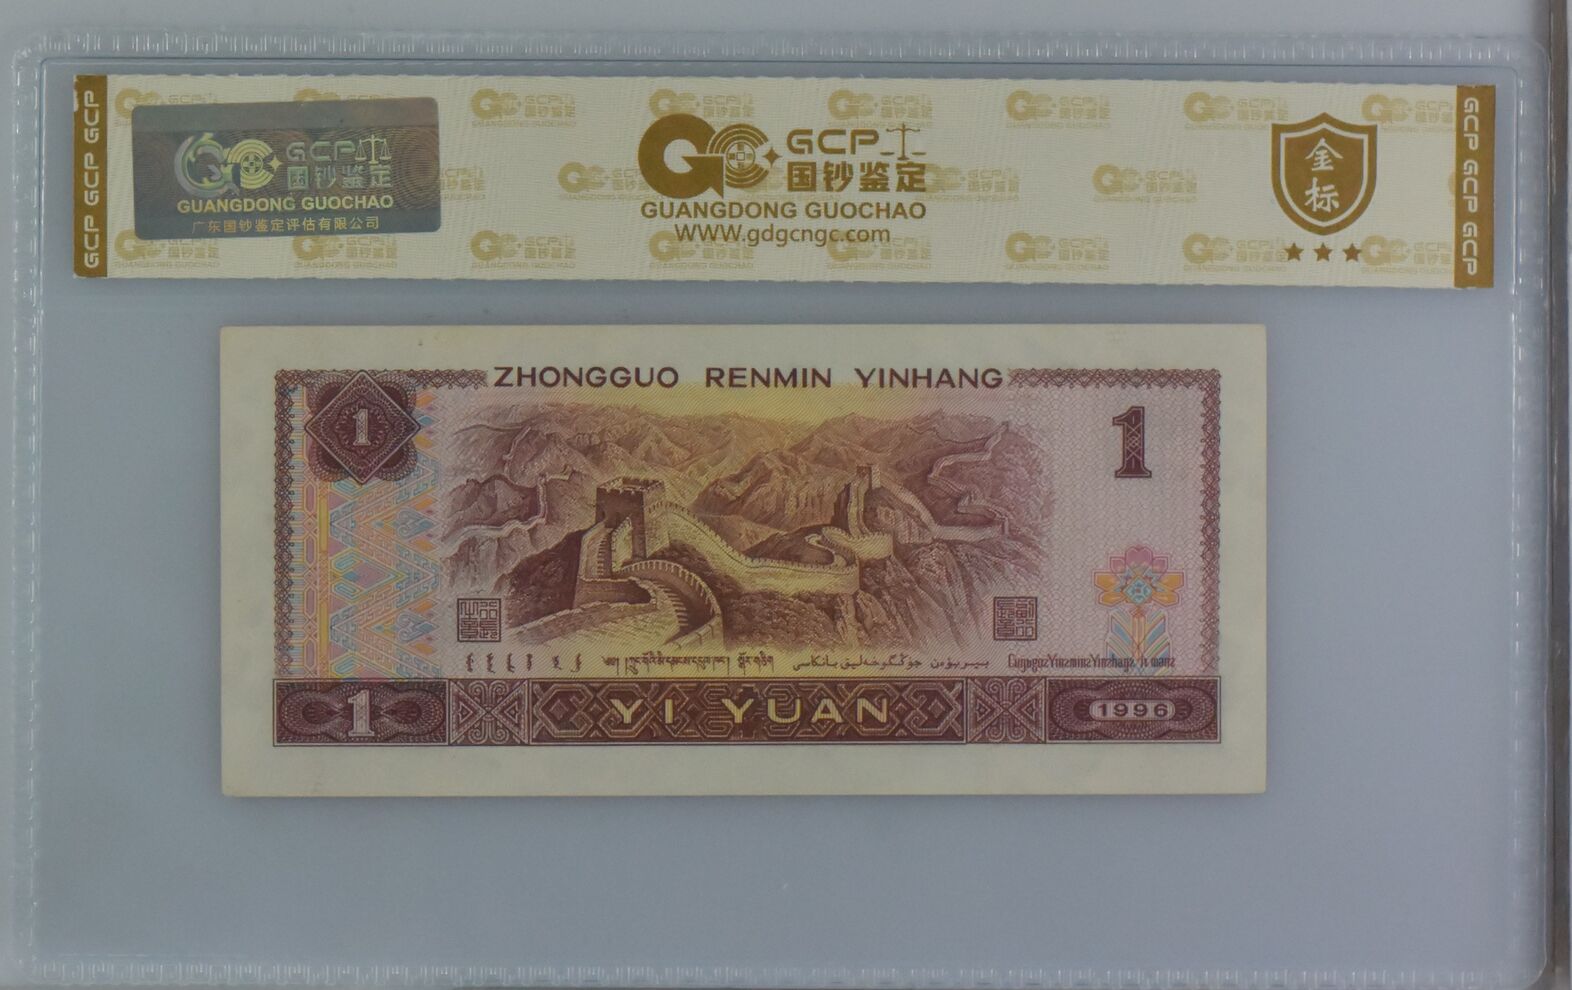 GCP GCP GCP
GCP
国钞鉴定
GUANGDONG GUOCHAO
广东国钞鉴定评估有限公司
GCP
国钞鉴定
GUANGDONG GUOCHAO
WWW.gdgcngc.com
金
标
GCP GCP GCP
ZHONGGUO RENMIN YINHANG
1
1
1
YI YUAN
1996